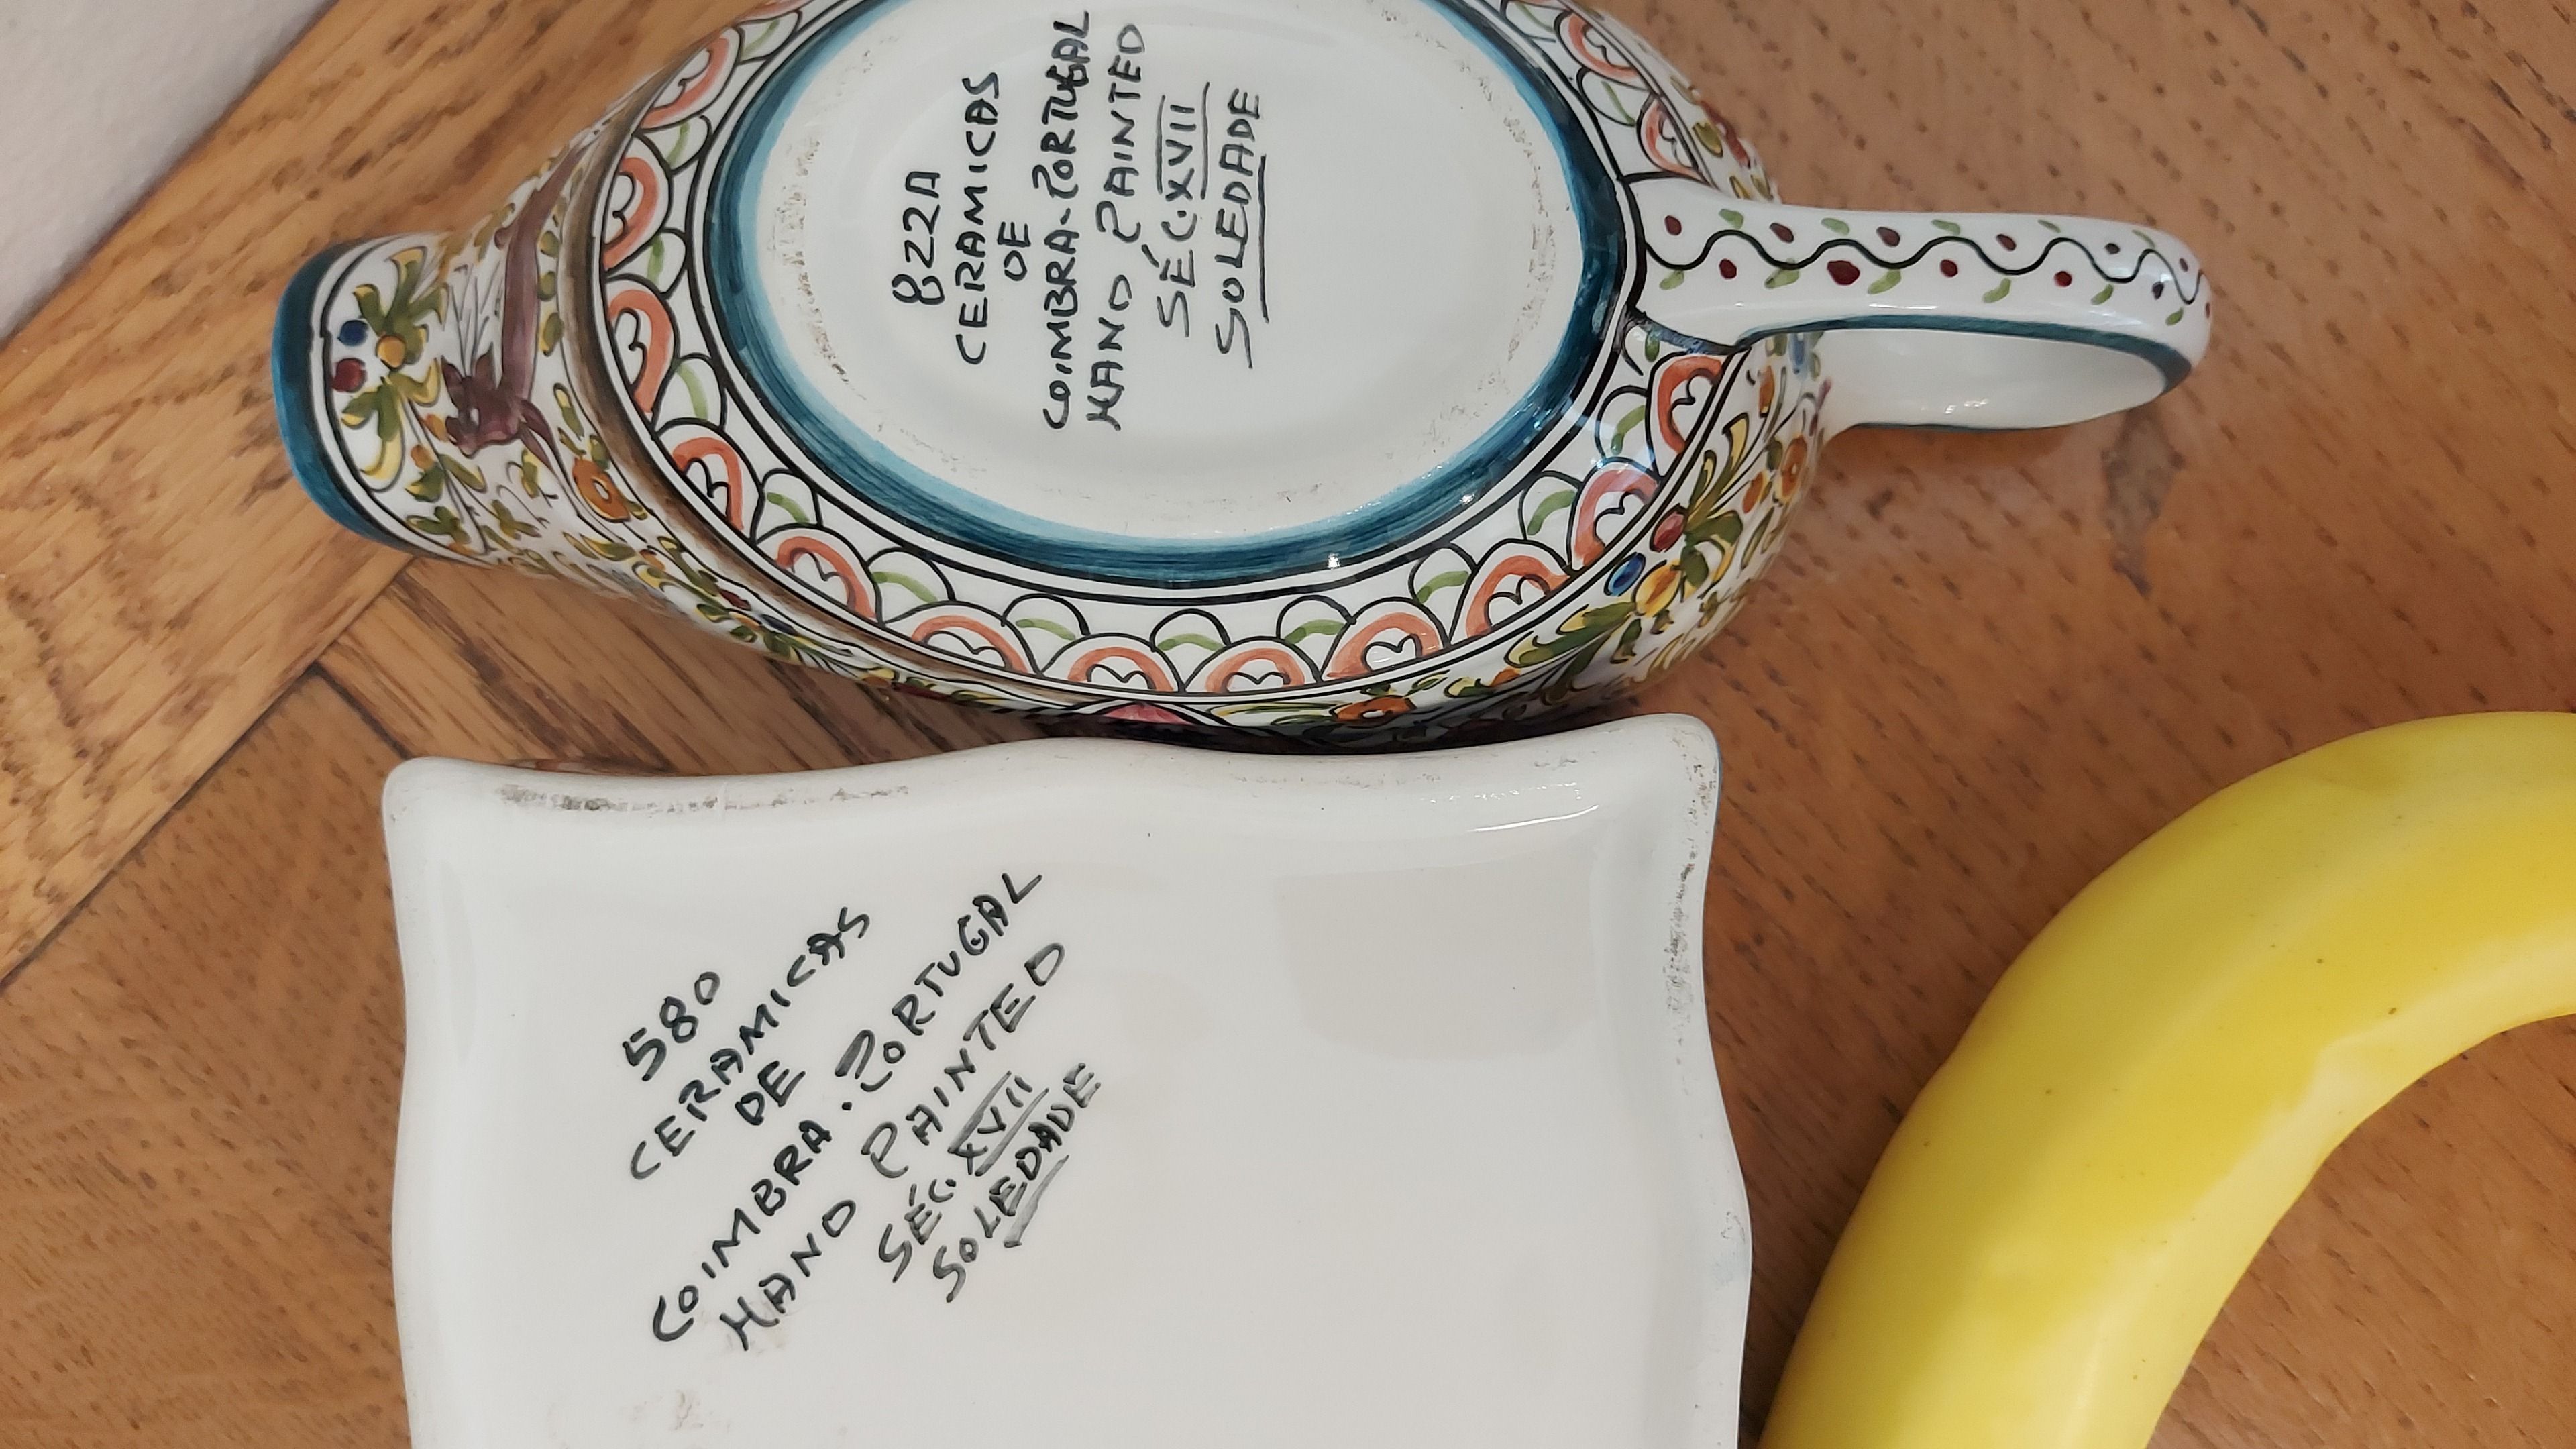 822A
CERAMICAS
DE
COIMBRA-PORTUGAL
HAND PAINTED
SÉC.XVII
SOLEDADE
580
CERAMICAS
DE
COIMBRA.PORTUGAL
HAND PAINTED
SÉC.XVII
SOLEDADE